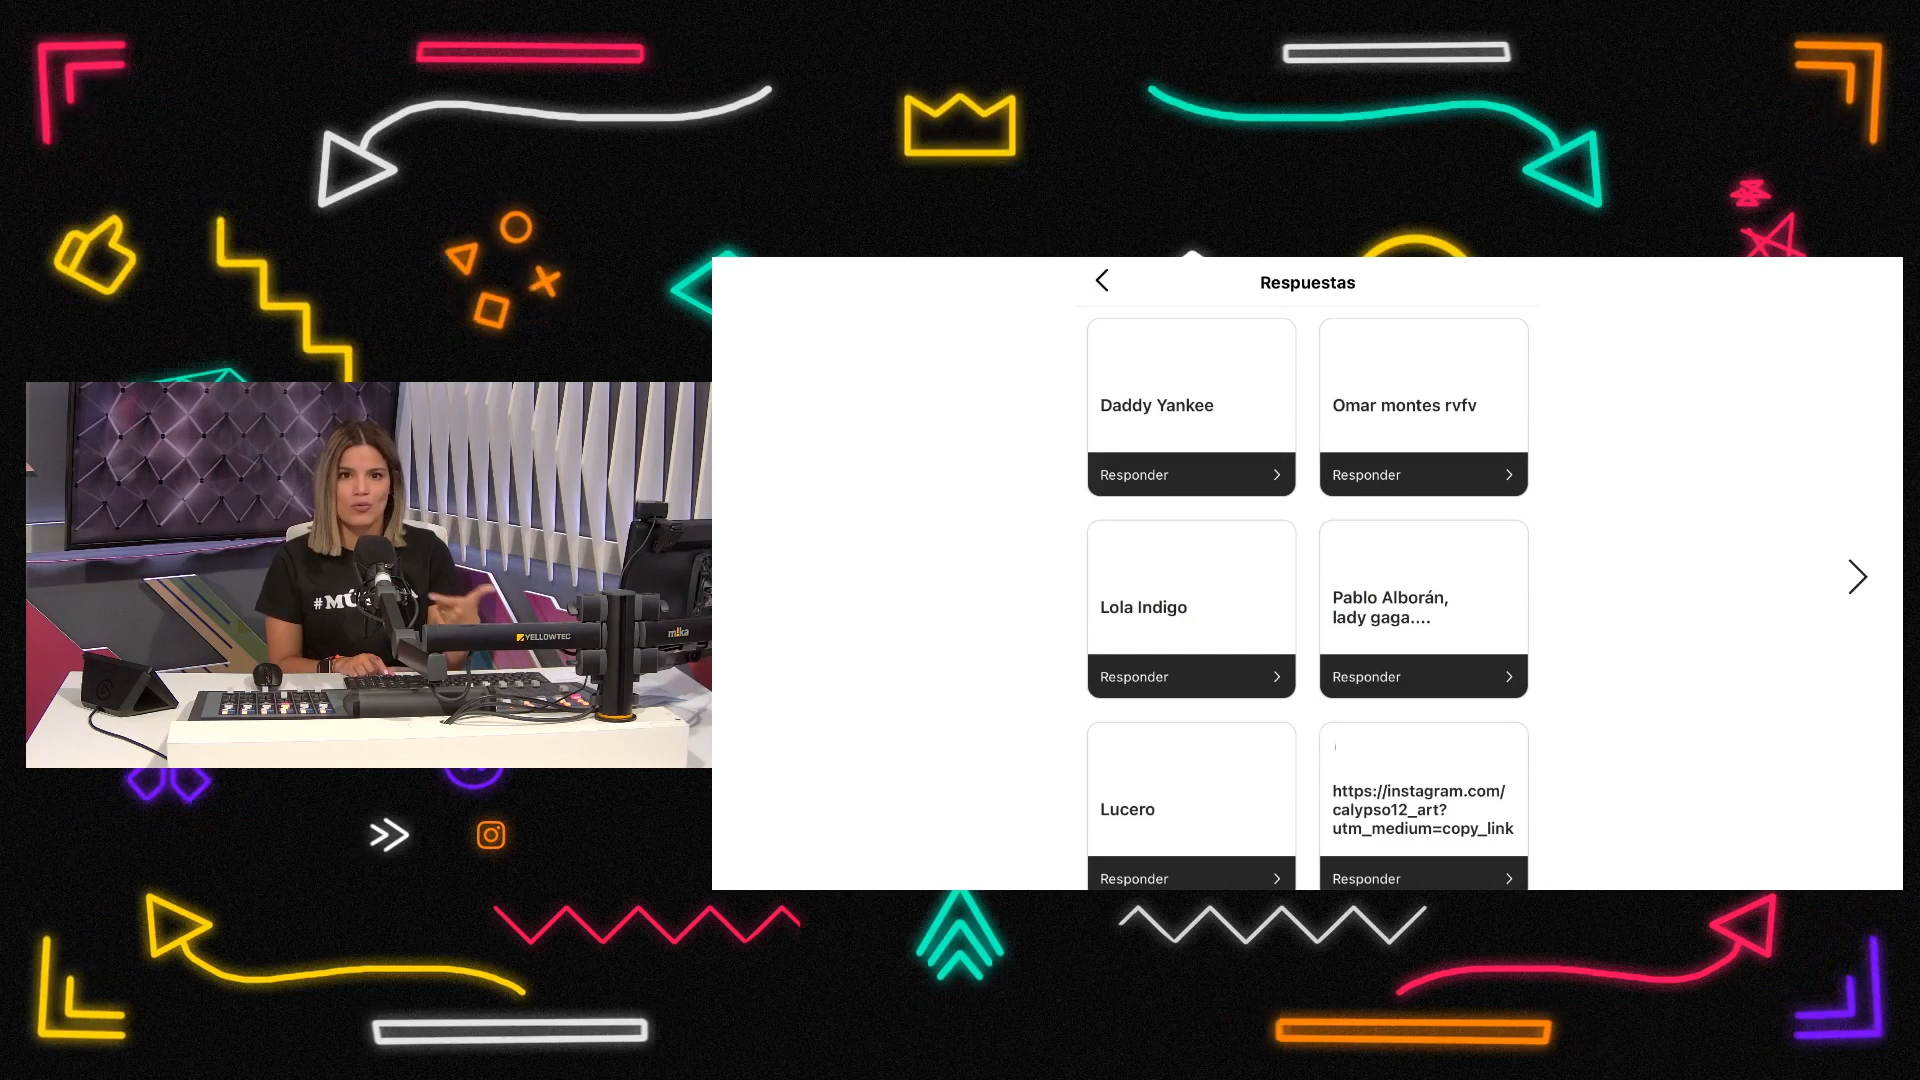 Respuestas
Daddy Yankee
Omar montes rvfv
Responder
Responder
Lola Indigo
Pablo Alborán,
lady gaga....
Responder
Responder
Lucero
https://instagram.com/
calypso12_art?
utm_medium=copy_link
Responder
Responder
YELLOWTEC
mika